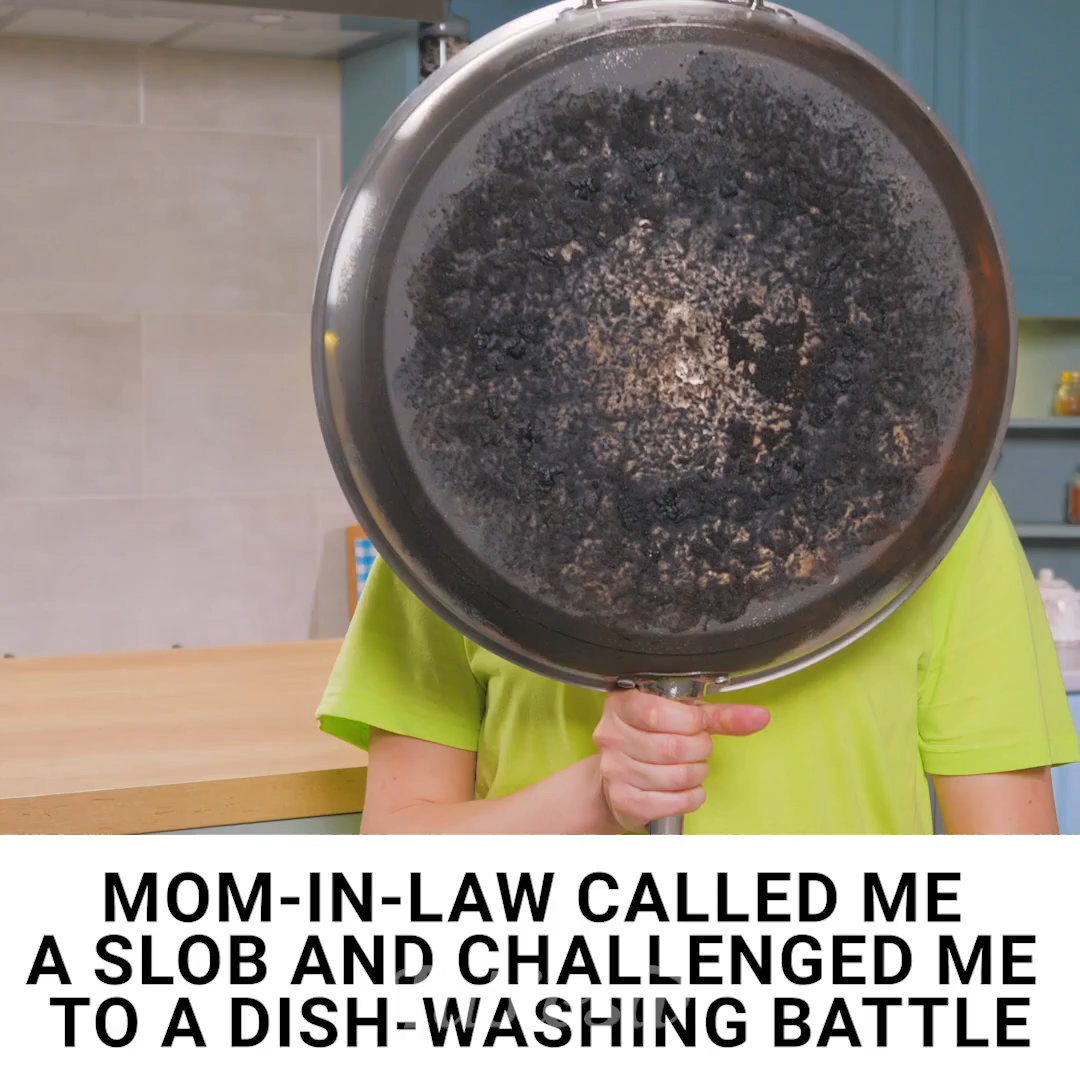 MOM-IN-LAW CALLED ME
A SLOB AND CHALLENGED ME
TO A DISH-WASHING BATTLE